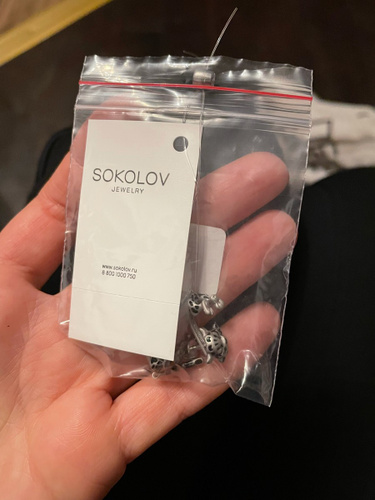 SOKOLOV
JEWELRY
www.sokolov.ru
8 800 1000 750